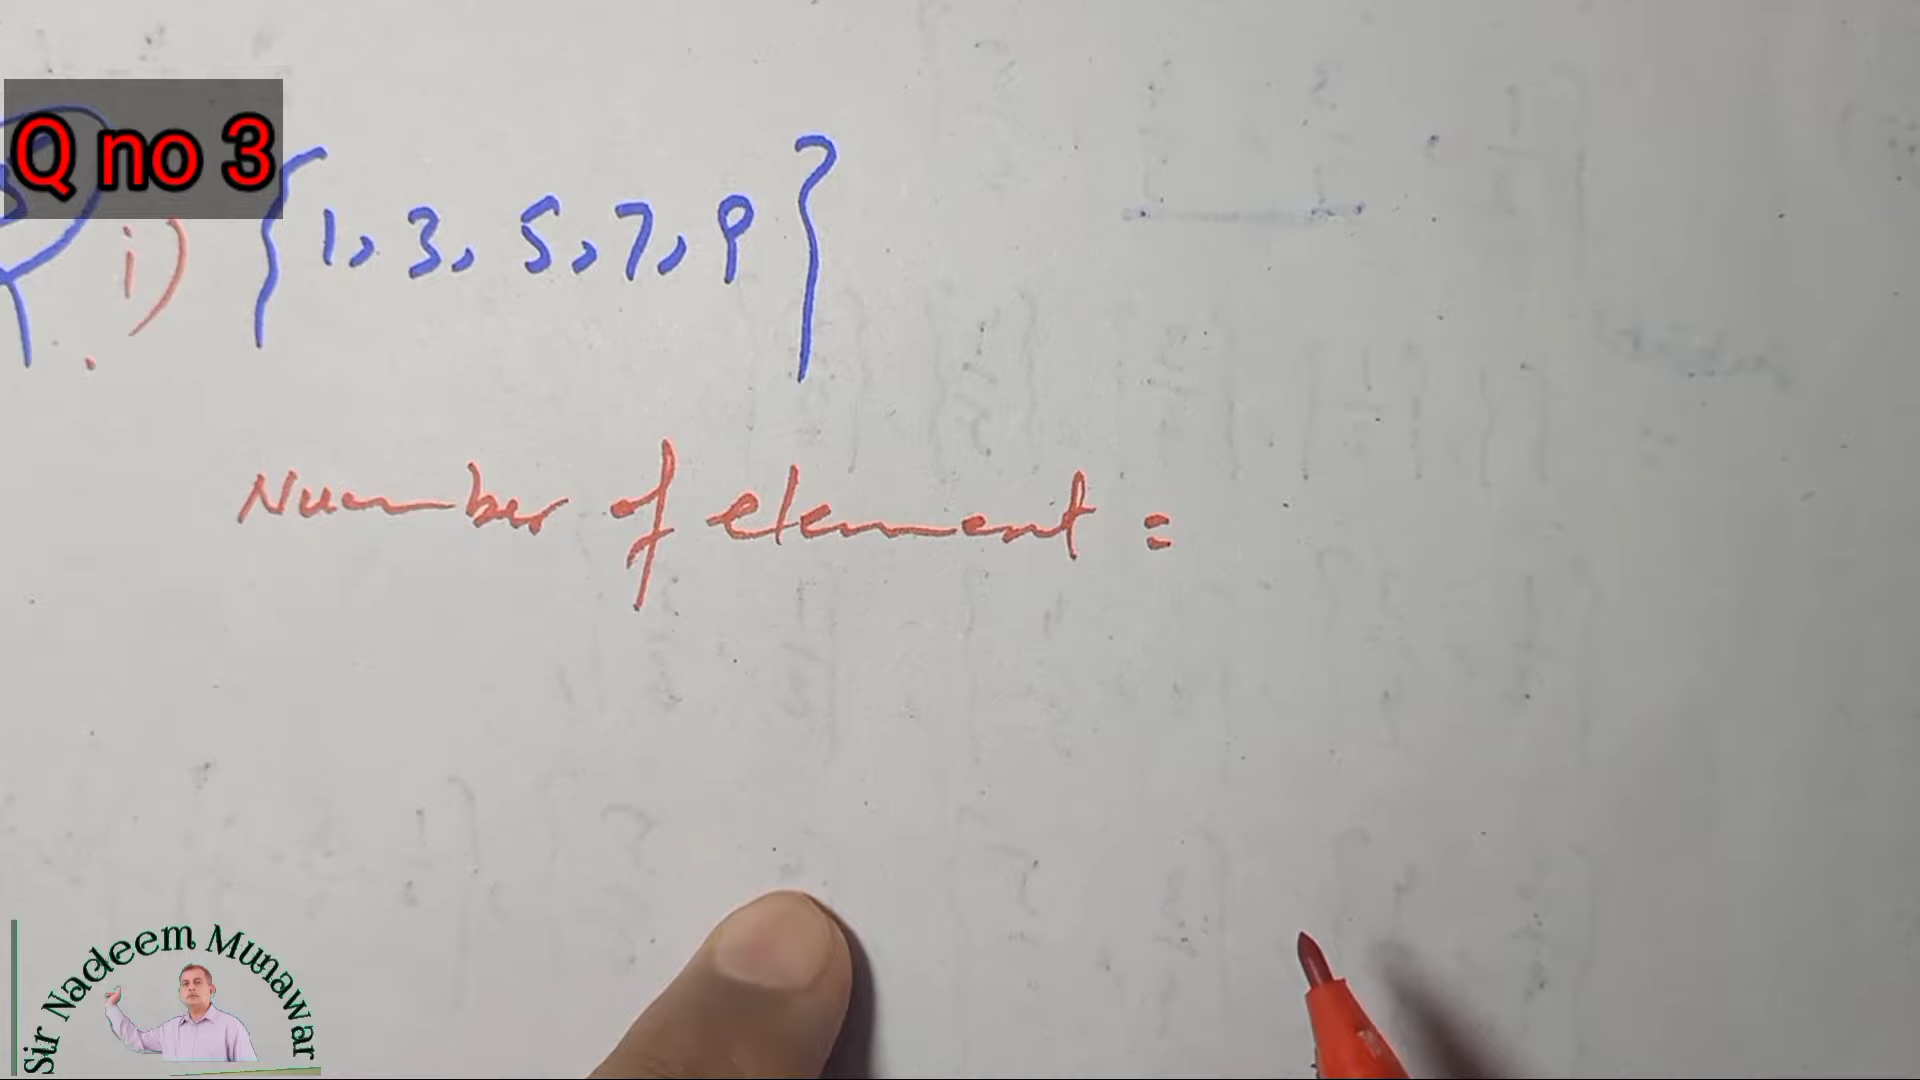 Q no 3
i) { 1, 3, 5, 7, 9 }
Number of element =
Sir Nadeem Munawar